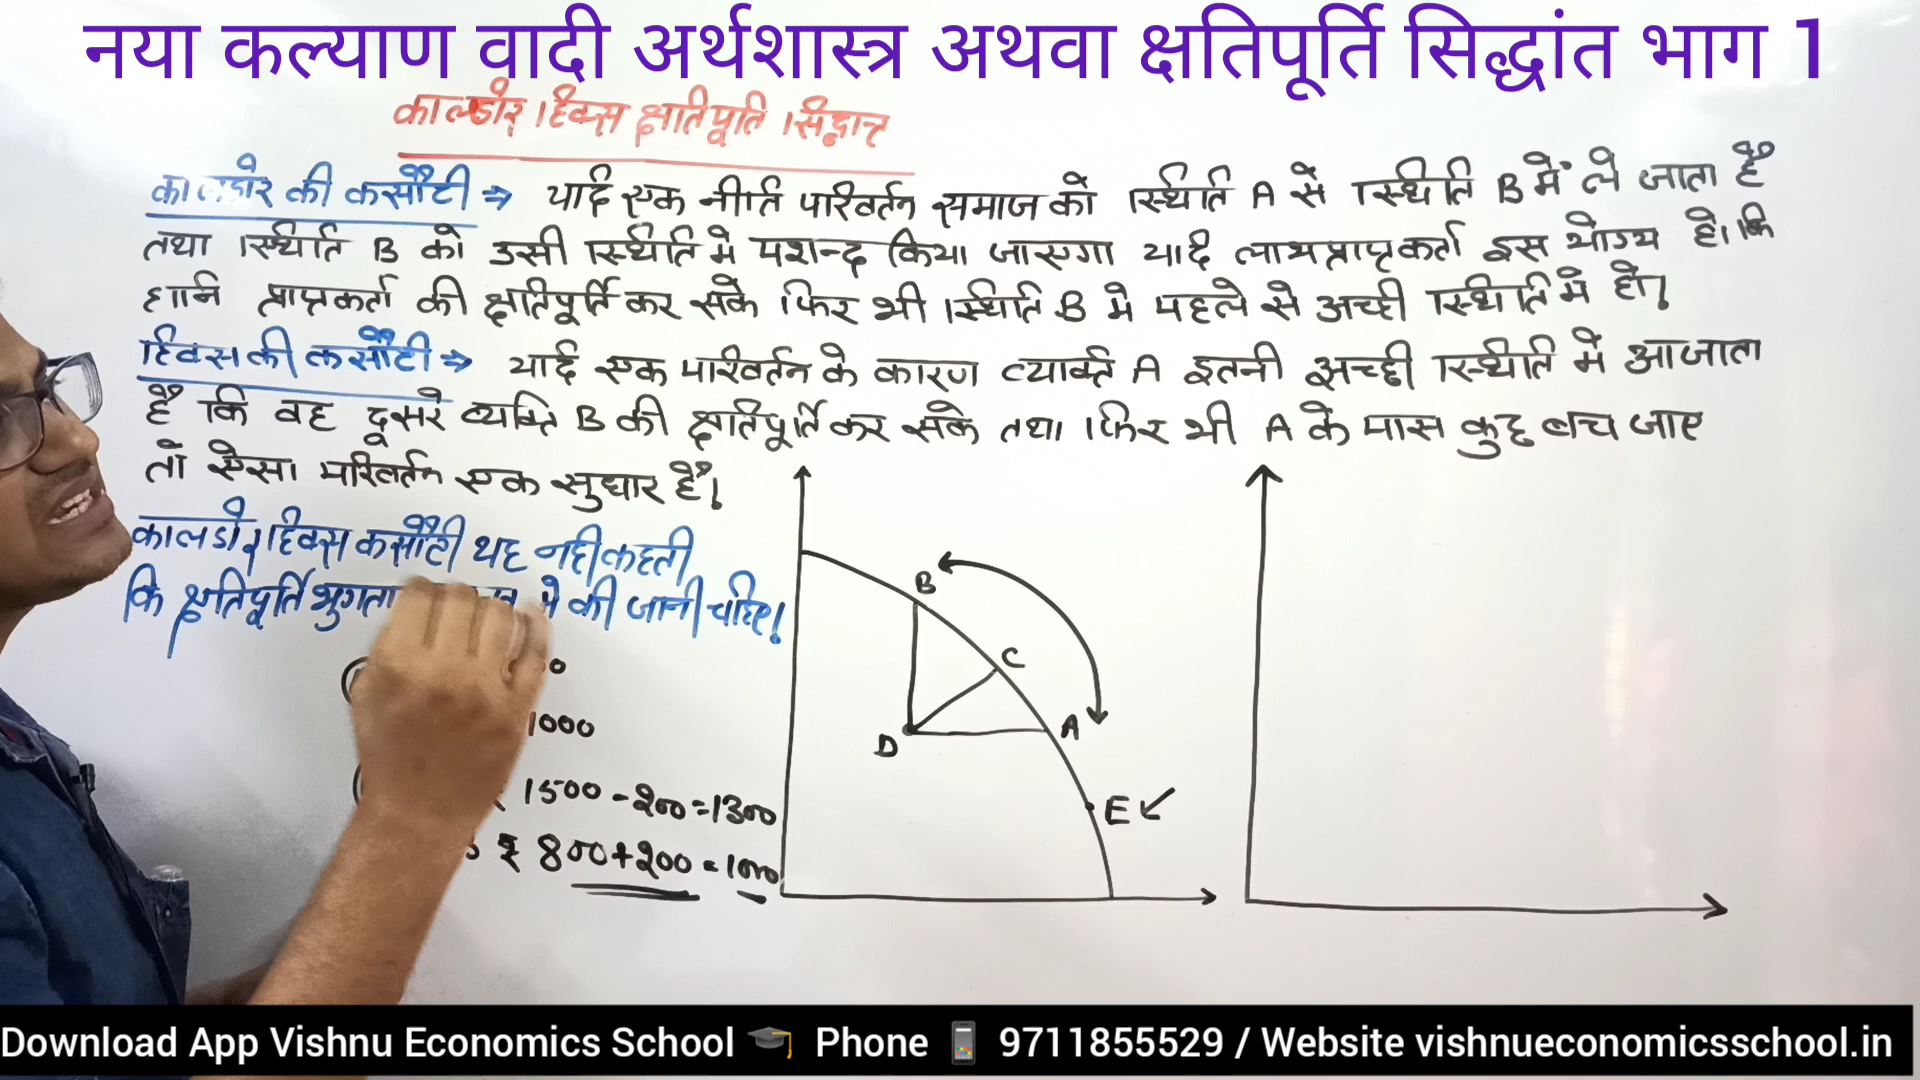 नया कल्याण वादी अर्थशास्त्र अथवा क्षतिपूर्ति सिद्धांत भाग 1
काल्डोर हिक्स क्षतिपूर्ति सिद्धान्त
कालडोर की कसौटी ⇒ यदि एक नीति परिवर्तन समाज को स्थिति A से स्थिति B में ले जाता है
तथा स्थिति B को उसी स्थिति मे पशन्द किया जाएगा यदि लाभप्राप्तकर्ता इस योग्य हो कि
हानि प्राप्तकर्ता की क्षतिपूर्ति कर सके फिर भी स्थिति B मे पहले से अच्छी स्थिति में हो।
हिक्स की कसौटी ⇒ यदि एक परिवर्तन के कारण व्यक्ति A इतनी अच्छी स्थिति में आ जाता
है कि वह दूसरे व्यक्ति B की क्षतिपूर्ति कर सके तथा फिर भी A के पास कुछ बच जाए
तो ऐसा परिवर्तन एक सुधार है।
कालडोर हिक्स कसौटी यह नही कहती
कि क्षतिपूर्ति मे की जानी चहिए।
1000
₹ 1500 - 200 = 1300
₹ 800 + 200 = 1000
B
C
D
A
E
Download App Vishnu Economics School 🎓 Phone 📱 9711855529 / Website vishnueconomicsschool.in